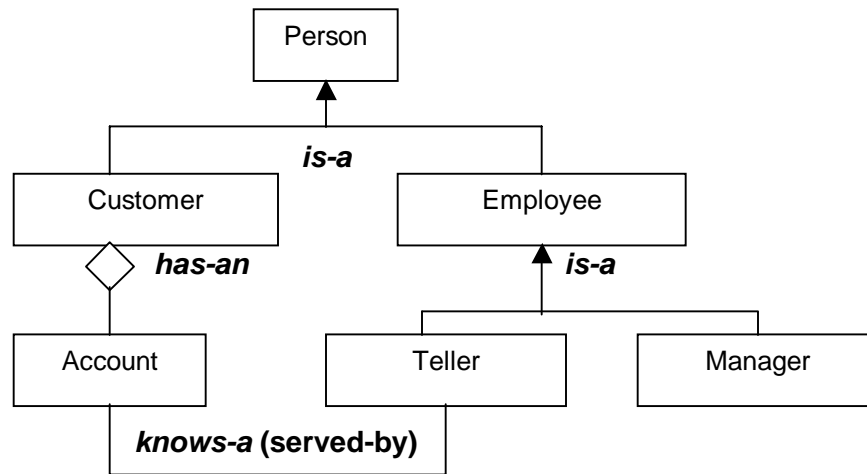 Person
is-a
Customer
Employee
has-an
is-a
Account
Teller
Manager
knows-a (served-by)